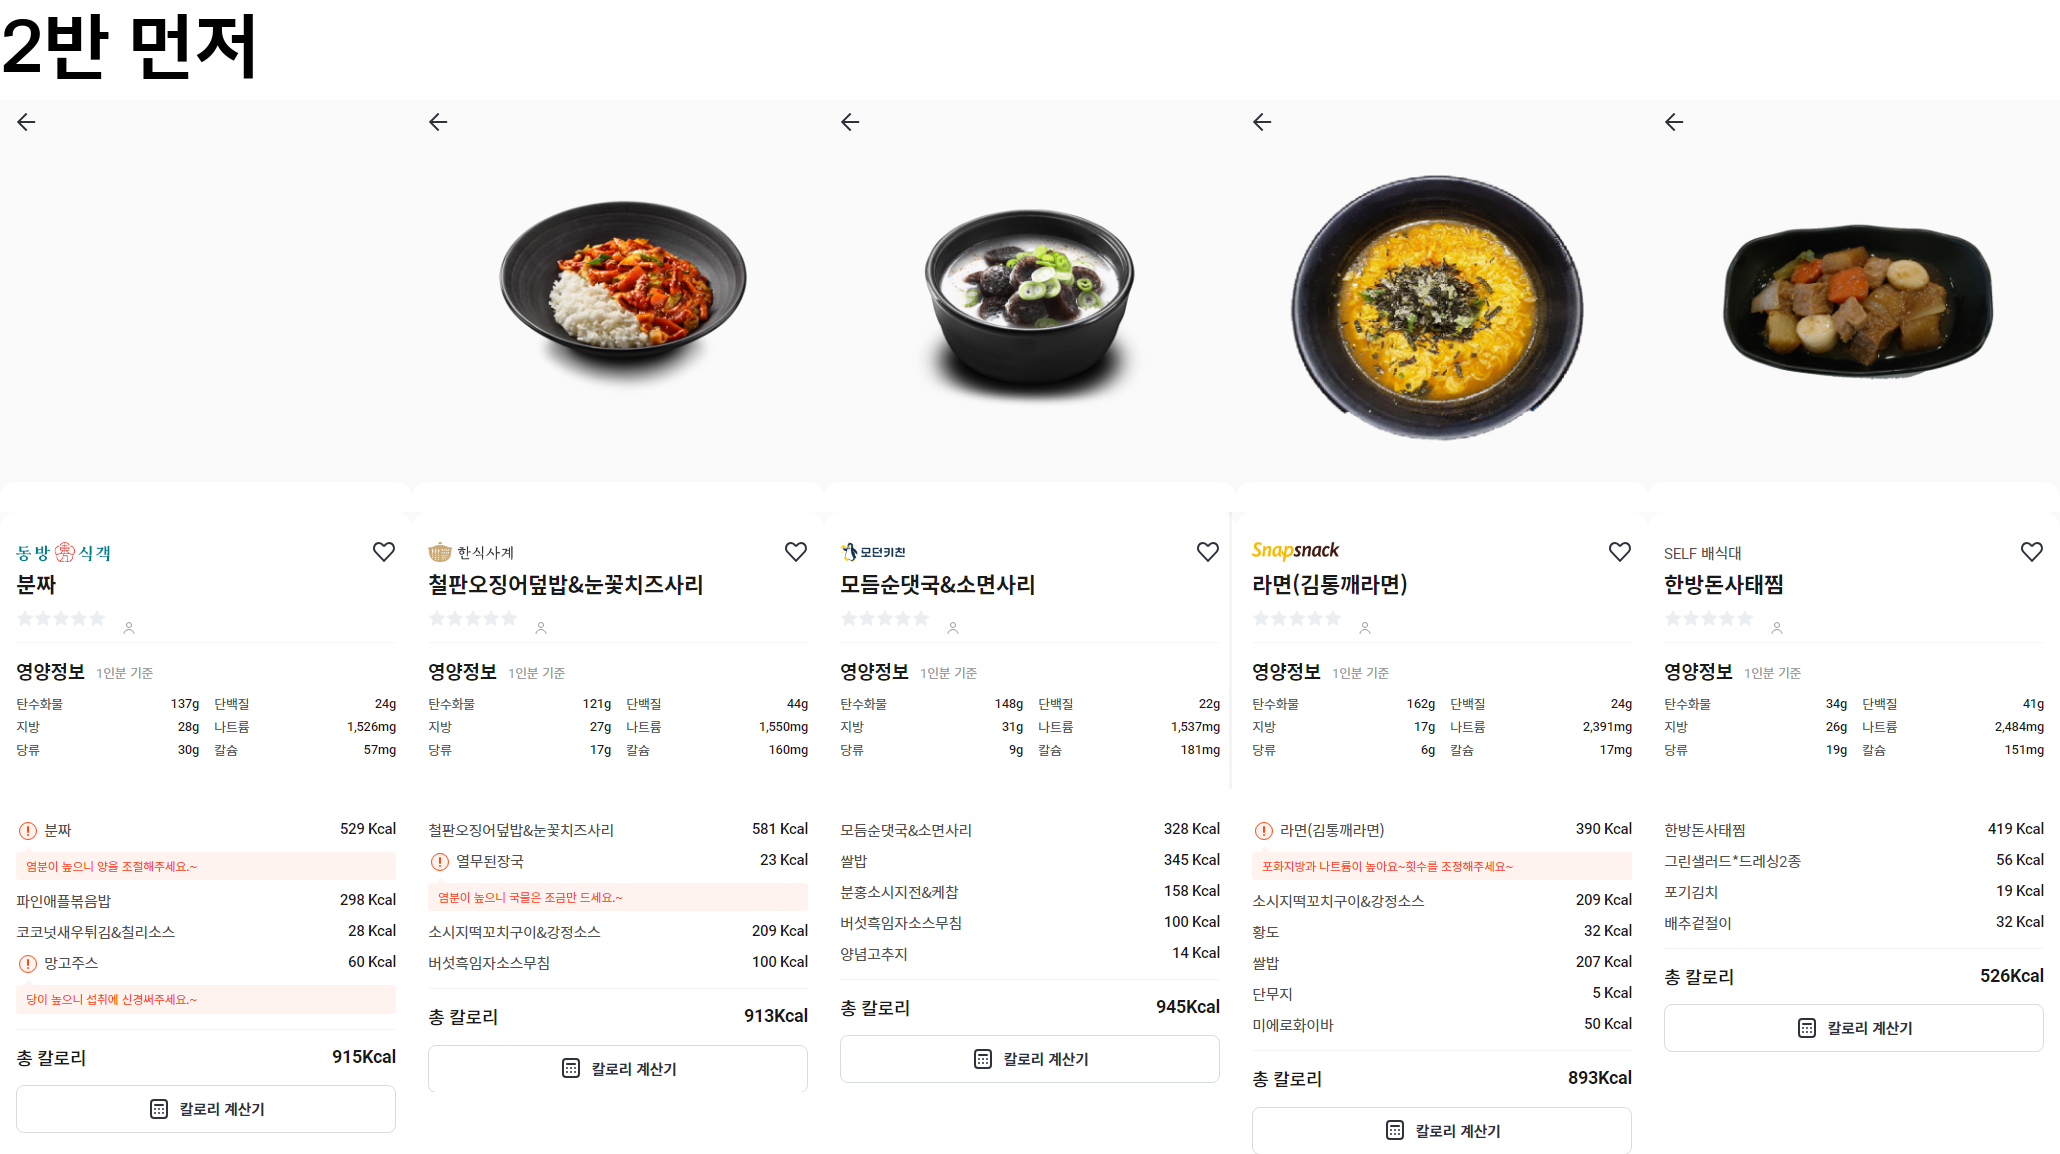 2반 먼저
동방식객
분짜
영양정보 1인분 기준
탄수화물 137g 단백질 24g
지방 28g 나트륨 1,526mg
당류 30g 칼슘 57mg
분짜 529 Kcal
염분이 높으니 양을 조절해주세요.~
파인애플볶음밥 298 Kcal
코코넛새우튀김&칠리소스 28 Kcal
망고주스 60 Kcal
당이 높으니 섭취에 신경써주세요.~
총 칼로리 915Kcal
칼로리 계산기
한식사계
철판오징어덮밥&눈꽃치즈사리
영양정보 1인분 기준
탄수화물 121g 단백질 44g
지방 27g 나트륨 1,550mg
당류 17g 칼슘 160mg
철판오징어덮밥&눈꽃치즈사리 581 Kcal
열무된장국 23 Kcal
염분이 높으니 국물은 조금만 드세요.~
소시지떡꼬치구이&강정소스 209 Kcal
버섯흑임자소스무침 100 Kcal
총 칼로리 913Kcal
칼로리 계산기
모던키친
모듬순댓국&소면사리
영양정보 1인분 기준
탄수화물 148g 단백질 22g
지방 31g 나트륨 1,537mg
당류 9g 칼슘 181mg
모듬순댓국&소면사리 328 Kcal
쌀밥 345 Kcal
분홍소시지전&케찹 158 Kcal
버섯흑임자소스무침 100 Kcal
양념고추지 14 Kcal
총 칼로리 945Kcal
칼로리 계산기
Snapsnack
라면(김통깨라면)
영양정보 1인분 기준
탄수화물 162g 단백질 24g
지방 17g 나트륨 2,391mg
당류 6g 칼슘 17mg
라면(김통깨라면) 390 Kcal
포화지방과 나트륨이 높아요~횟수를 조정해주세요~
소시지떡꼬치구이&강정소스 209 Kcal
황도 32 Kcal
쌀밥 207 Kcal
단무지 5 Kcal
미에로화이바 50 Kcal
총 칼로리 893Kcal
칼로리 계산기
SELF 배식대
한방돈사태찜
영양정보 1인분 기준
탄수화물 34g 단백질 41g
지방 26g 나트륨 2,484mg
당류 19g 칼슘 151mg
한방돈사태찜 419 Kcal
그린샐러드*드레싱2종 56 Kcal
포기김치 19 Kcal
배추겉절이 32 Kcal
총 칼로리 526Kcal
칼로리 계산기